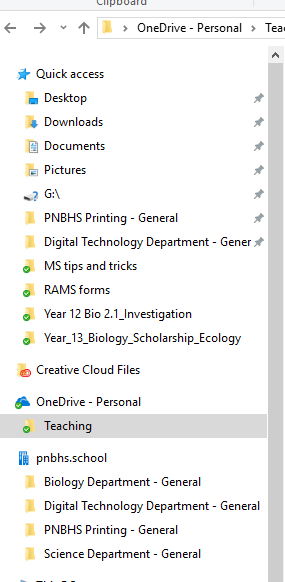 Clipboard
OneDrive - Personal
Quick access
Desktop
Downloads
Documents
Pictures
G:\
PNBHS Printing - General
Digital Technology Department - Gener
MS tips and tricks
RAMS forms
Year 12 Bio 2.1_Investigation
Year_13_Biology_Scholarship_Ecology
Creative Cloud Files
OneDrive - Personal
Teaching
pnbhs.school
Biology Department - General
Digital Technology Department - General
PNBHS Printing - General
Science Department - General